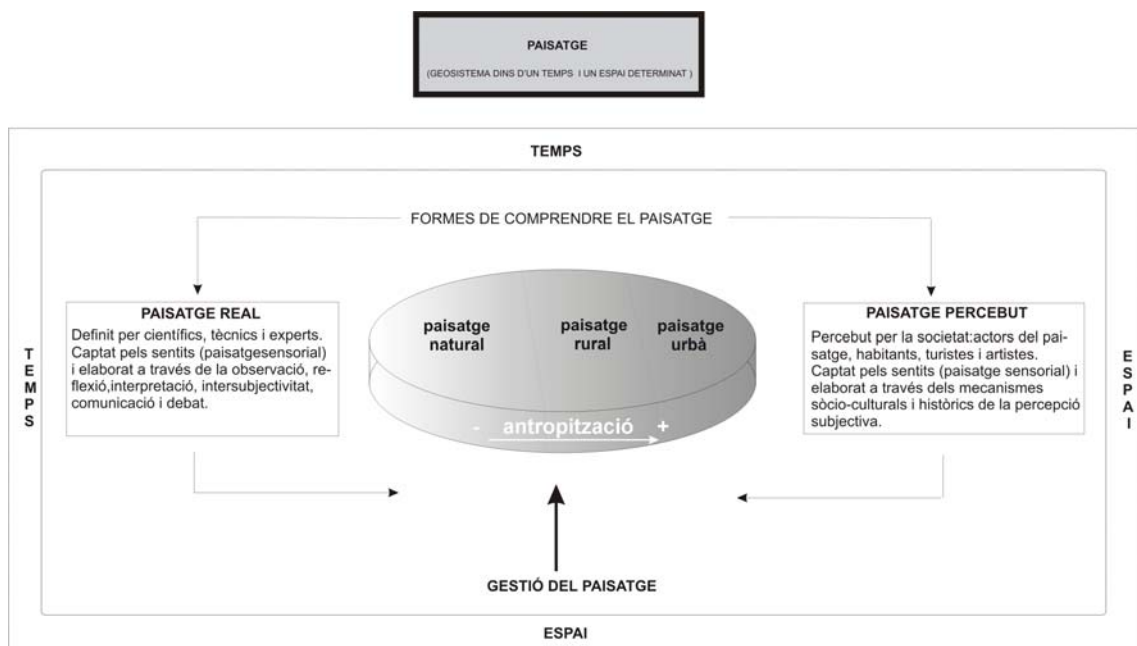 PAISATGE
(GEOSISTEMA DINS D'UN TEMPS I UN ESPAI DETERMINAT )
TEMPS
FORMES DE COMPRENDRE EL PAISATGE
PAISATGE REAL
Definit per científics, tècnics i experts.
Captat pels sentits (paisatgesensorial)
i elaborat a través de la observació, re-
flexió,interpretació, intersubjectivitat,
comunicació i debat.
paisatge
natural
paisatge
rural
paisatge
urbà
- antropització +
PAISATGE PERCEBUT
Percebut per la societat:actors del pai-
satge, habitants, turistes i artistes.
Captat pels sentits (paisatge sensorial) i
elaborat a través dels mecanismes
sòcio-culturals i històrics de la percepció
subjectiva.
TEMPS
ESPAI
GESTIÓ DEL PAISATGE
ESPAI